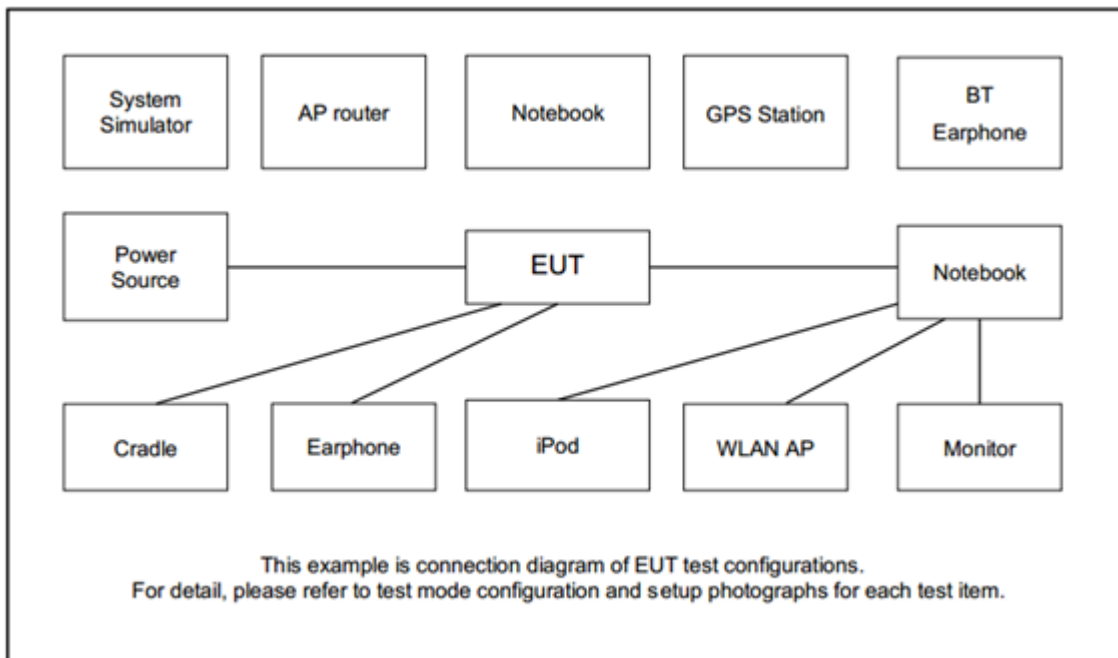 System
Simulator
AP router
Notebook
GPS Station
BT
Earphone
Power
Source
EUT
Notebook
Cradle
Earphone
iPod
WLAN AP
Monitor
This example is connection diagram of EUT test configurations.
For detail, please refer to test mode configuration and setup photographs for each test item.